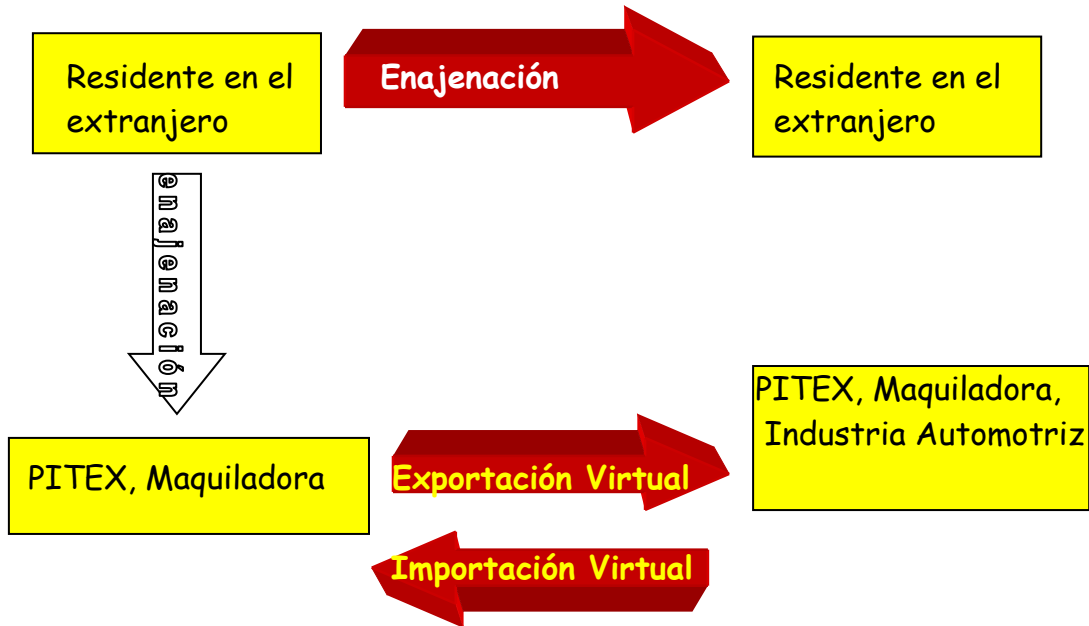 Residente en el
extranjero
Enajenación
Residente en el
extranjero
enajenación
PITEX, Maquiladora
Exportación Virtual
PITEX, Maquiladora,
Industria Automotriz
Importación Virtual